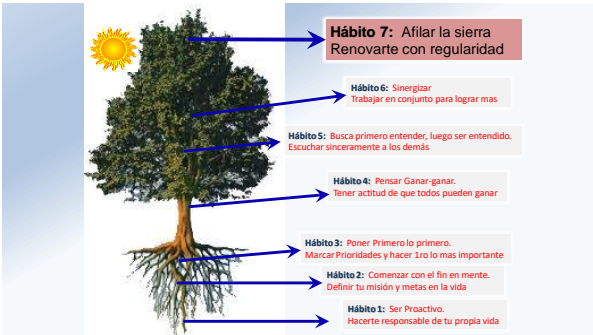 Hábito 7: Afilar la sierra
Renovarte con regularidad
Hábito 6: Sinergizar
Trabajar en conjunto para lograr mas
Hábito 5: Busca primero entender, luego ser entendido.
Escuchar sinceramente a los demás
Hábito 4: Pensar Ganar-ganar.
Tener actitud de que todos pueden ganar
Hábito 3: Poner Primero lo primero.
Marcar Prioridades y hacer 1ro lo mas importante
Hábito 2: Comenzar con el fin en mente.
Definir tu misión y metas en la vida
Hábito 1: Ser Proactivo.
Hacerte responsable de tu propia vida